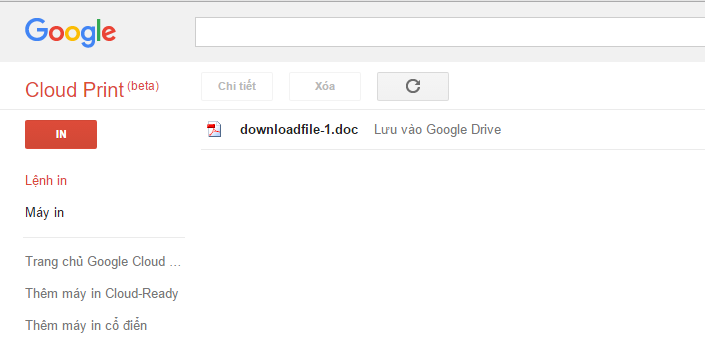 Google
Cloud Print (beta)
Chi tiết
Xóa
IN
downloadfile-1.doc Lưu vào Google Drive
Lệnh in
Máy in
Trang chủ Google Cloud ...
Thêm máy in Cloud-Ready
Thêm máy in cổ điển